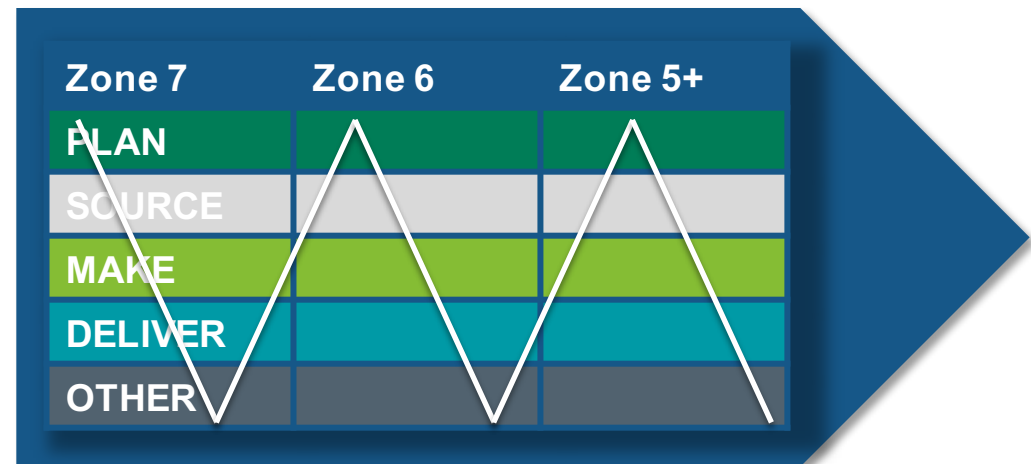 Zone 7 Zone 6 Zone 5+
PLAN
SOURCE
MAKE
DELIVER
OTHER